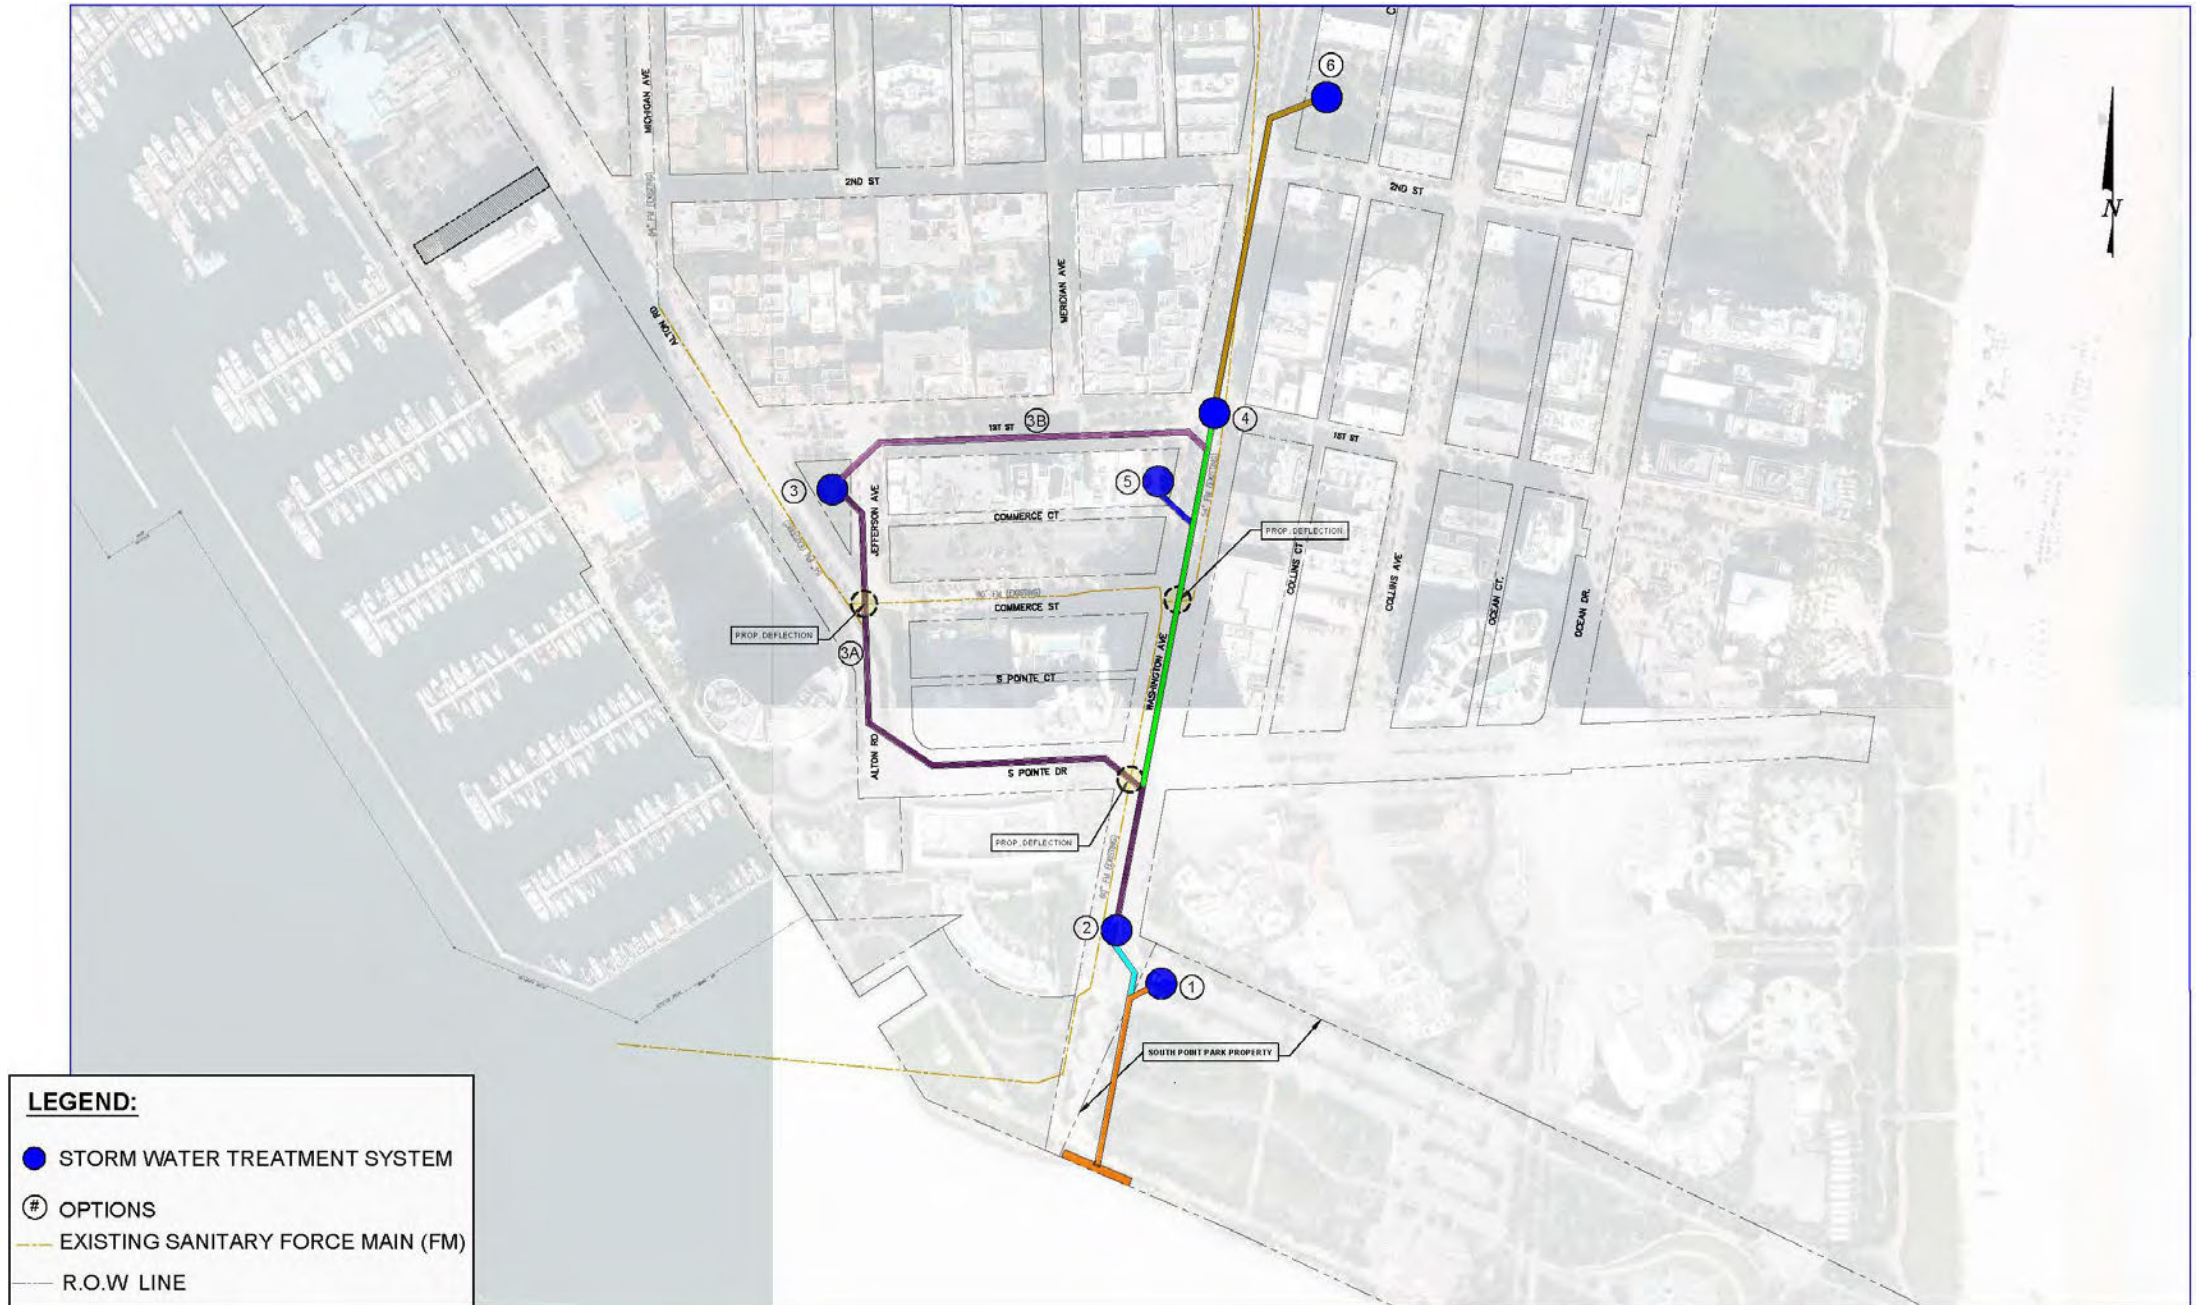 6
MICHIGAN AVE
2ND ST
2ND ST
N
MERIDIAN AVE
ALTON RD
1ST ST
3B
4
1ST ST
3
5
JEFFERSON AVE
COMMERCE CT
PROP. DEFLECTION
COLLINS CT
COLLINS AVE
OCEAN CT.
OCEAN DR.
60" FM (EXISTING)
COMMERCE ST
PROP. DEFLECTION
3A
WASHINGTON AVE
S POINTE CT
ALTON RD
S POINTE DR
PROP. DEFLECTION
2
1
SOUTH POINT PARK PROPERTY
LEGEND:
STORM WATER TREATMENT SYSTEM
# OPTIONS
EXISTING SANITARY FORCE MAIN (FM)
R.O.W LINE